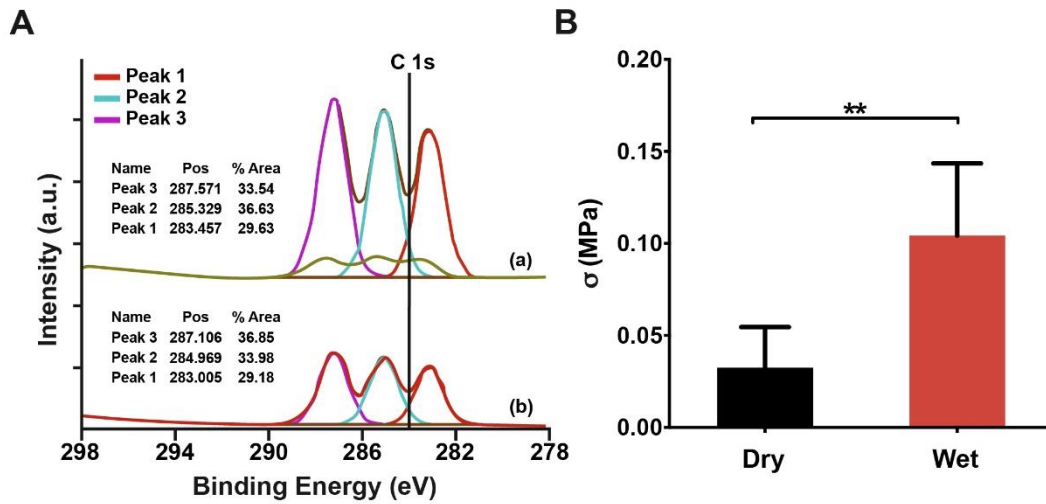 A
C 1s
Peak 1
Peak 2
Peak 3
Name Pos % Area
Peak 3 287.571 33.54
Peak 2 285.329 36.63
Peak 1 283.457 29.63
(a)
Name Pos % Area
Peak 3 287.106 36.85
Peak 2 284.969 33.98
Peak 1 283.005 29.18
(b)
Intensity (a.u.)
298 294 290 286 282 278
Binding Energy (eV)
B
0.20
**
0.15
0.10
0.05
0.00
σ (MPa)
Dry Wet